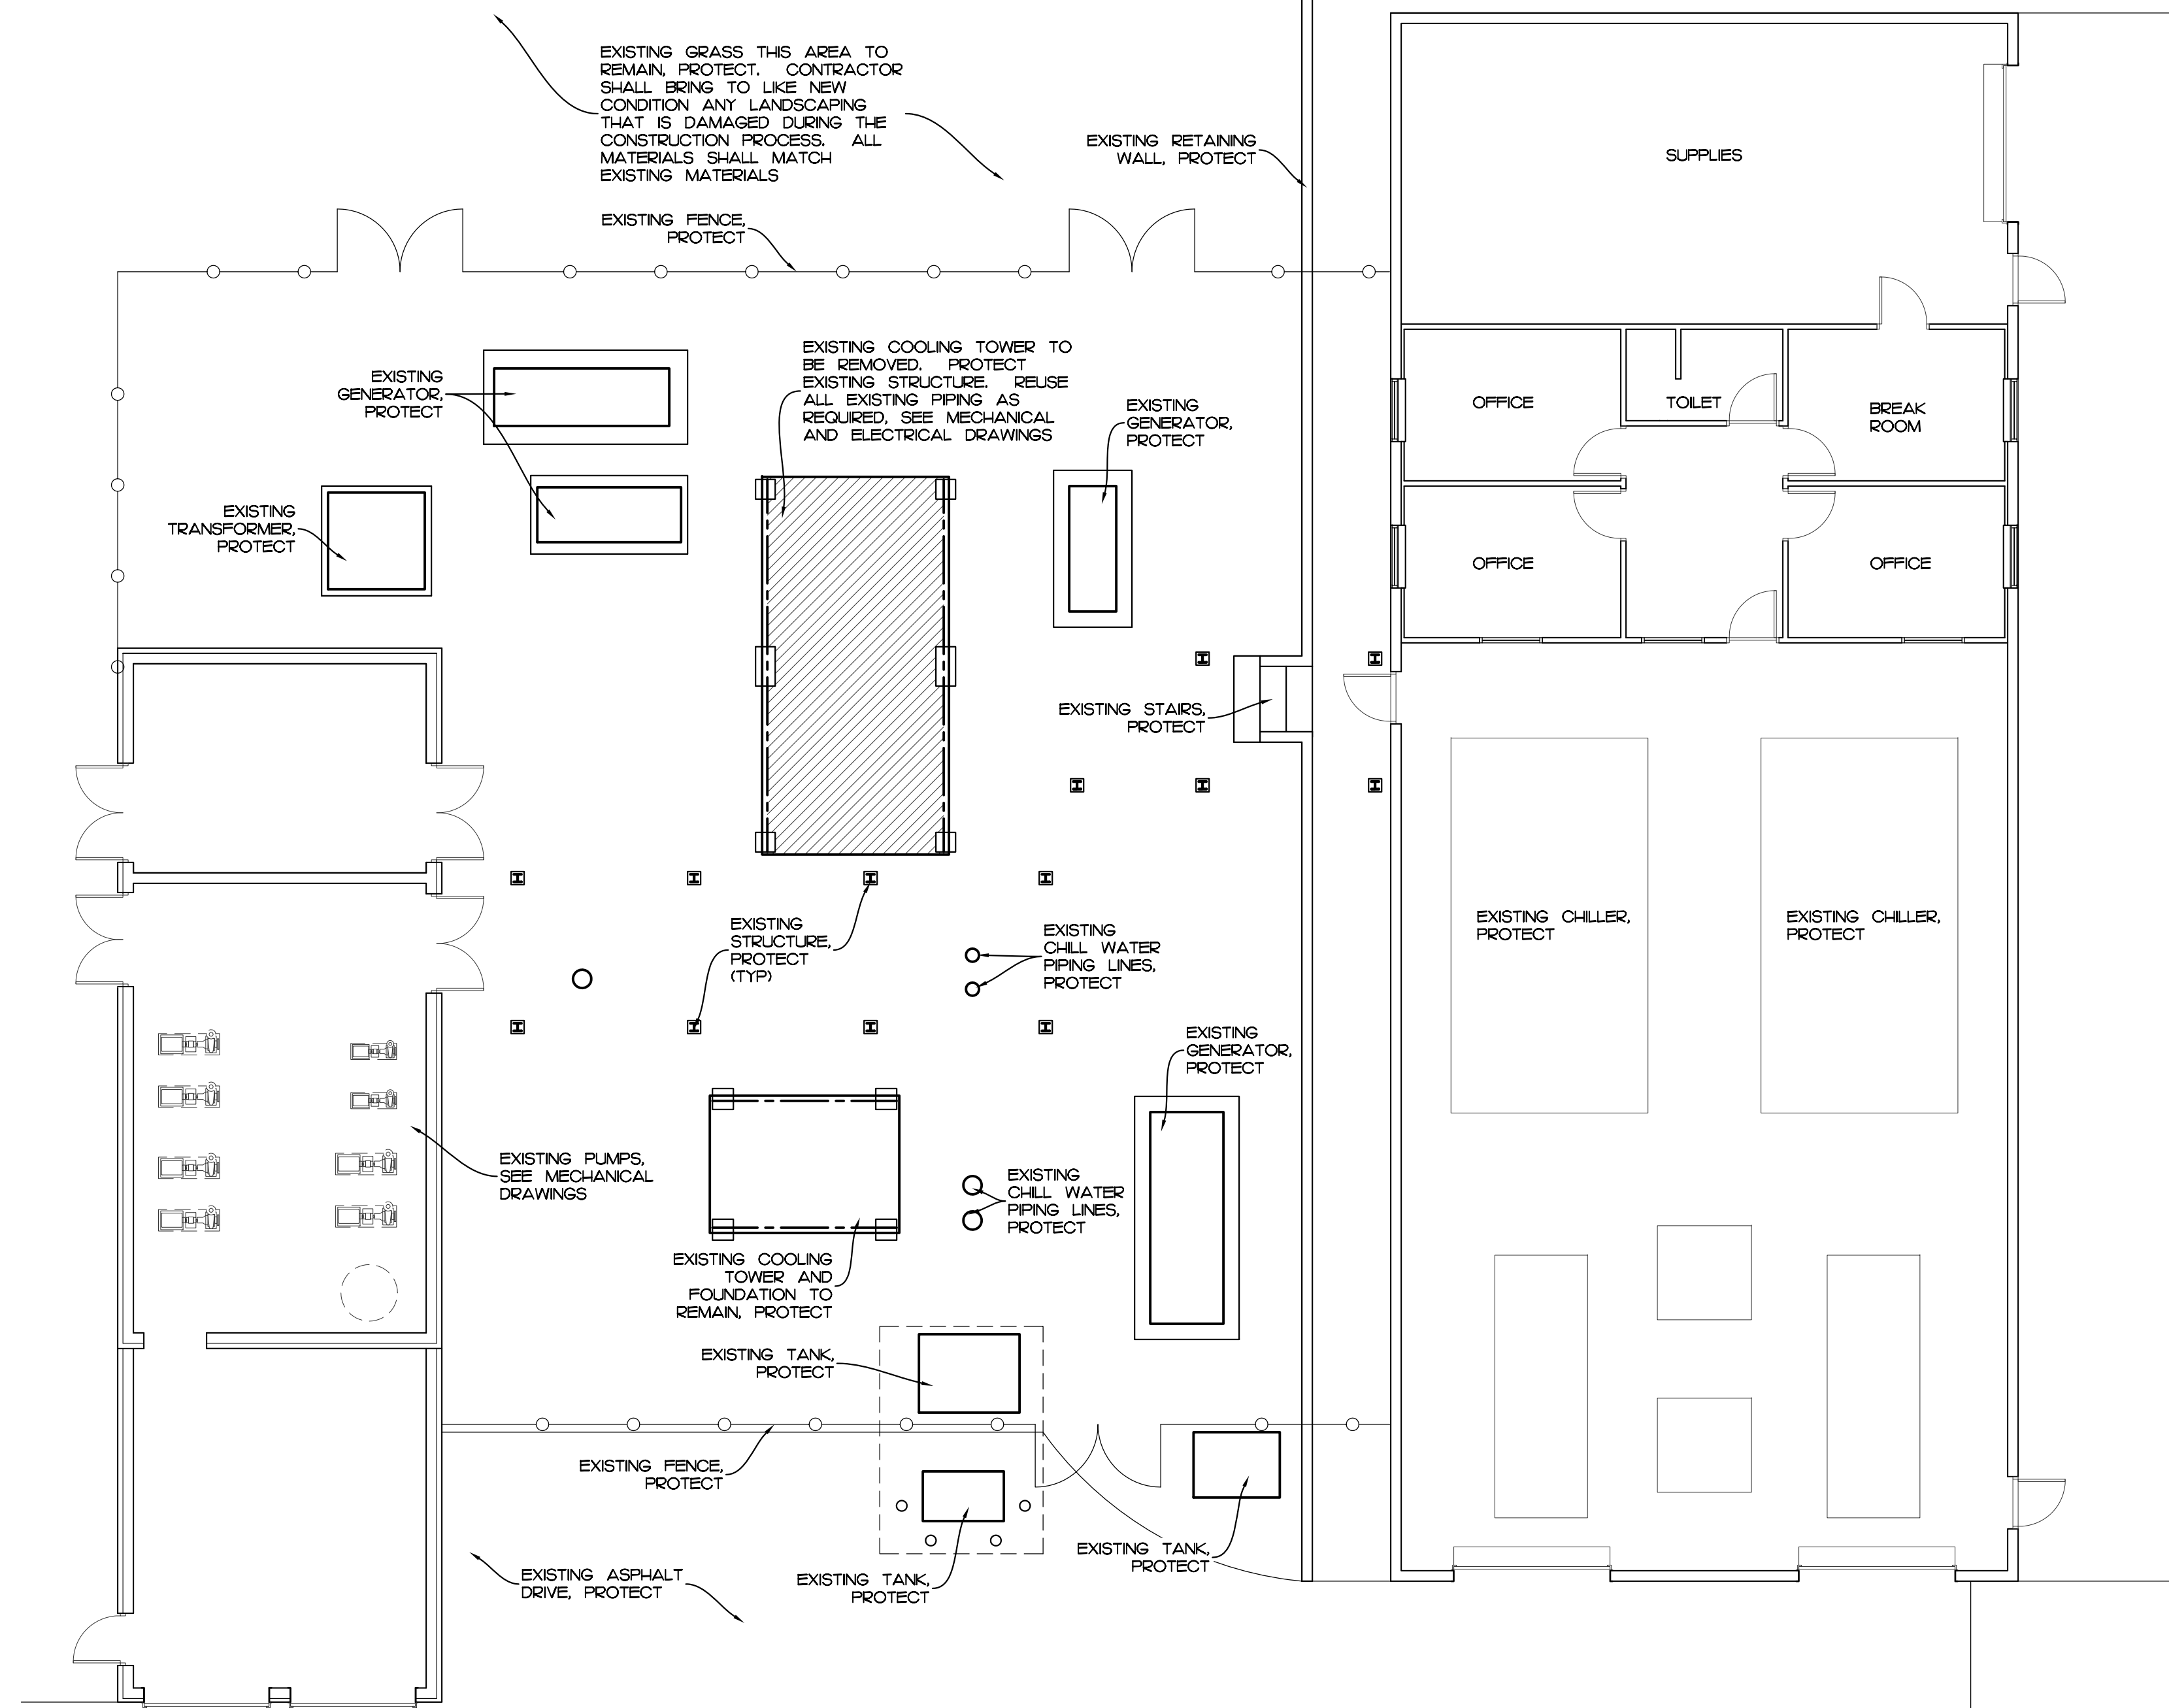 EXISTING GRASS THIS AREA TO
REMAIN, PROTECT. CONTRACTOR
SHALL BRING TO LIKE NEW
CONDITION ANY LANDSCAPING
THAT IS DAMAGED DURING THE
CONSTRUCTION PROCESS. ALL
MATERIALS SHALL MATCH
EXISTING MATERIALS
EXISTING RETAINING
WALL, PROTECT
SUPPLIES
EXISTING FENCE,
PROTECT
EXISTING COOLING TOWER TO
BE REMOVED. PROTECT
EXISTING STRUCTURE. REUSE
ALL EXISTING PIPING AS
REQUIRED, SEE MECHANICAL
AND ELECTRICAL DRAWINGS
EXISTING
GENERATOR,
PROTECT
EXISTING
GENERATOR,
PROTECT
OFFICE
TOILET
BREAK
ROOM
EXISTING
TRANSFORMER,
PROTECT
OFFICE
OFFICE
EXISTING STAIRS,
PROTECT
EXISTING CHILLER,
PROTECT
EXISTING CHILLER,
PROTECT
EXISTING
STRUCTURE,
PROTECT
(TYP)
EXISTING
CHILL WATER
PIPING LINES,
PROTECT
EXISTING
GENERATOR,
PROTECT
EXISTING PUMPS,
SEE MECHANICAL
DRAWINGS
EXISTING
CHILL WATER
PIPING LINES,
PROTECT
EXISTING COOLING
TOWER AND
FOUNDATION TO
REMAIN, PROTECT
EXISTING TANK,
PROTECT
EXISTING FENCE,
PROTECT
EXISTING TANK,
PROTECT
EXISTING ASPHALT
DRIVE, PROTECT
EXISTING TANK,
PROTECT